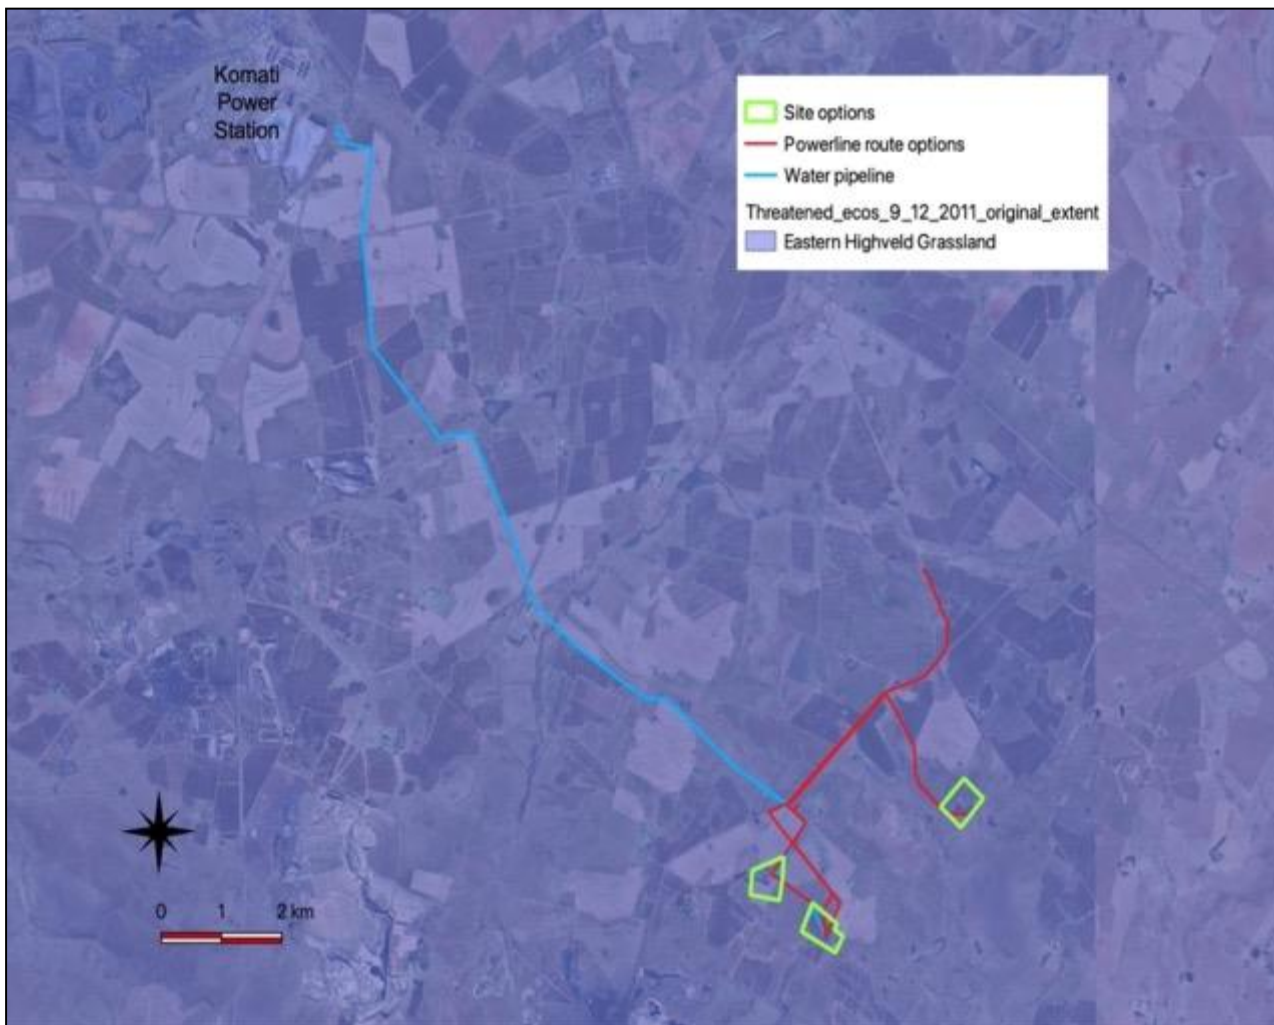 Komati
Power
Station
Site options
Powerline route options
Water pipeline
Threatened_ecos_9_12_2011_original_extent
Eastern Highveld Grassland
0 1 2 km